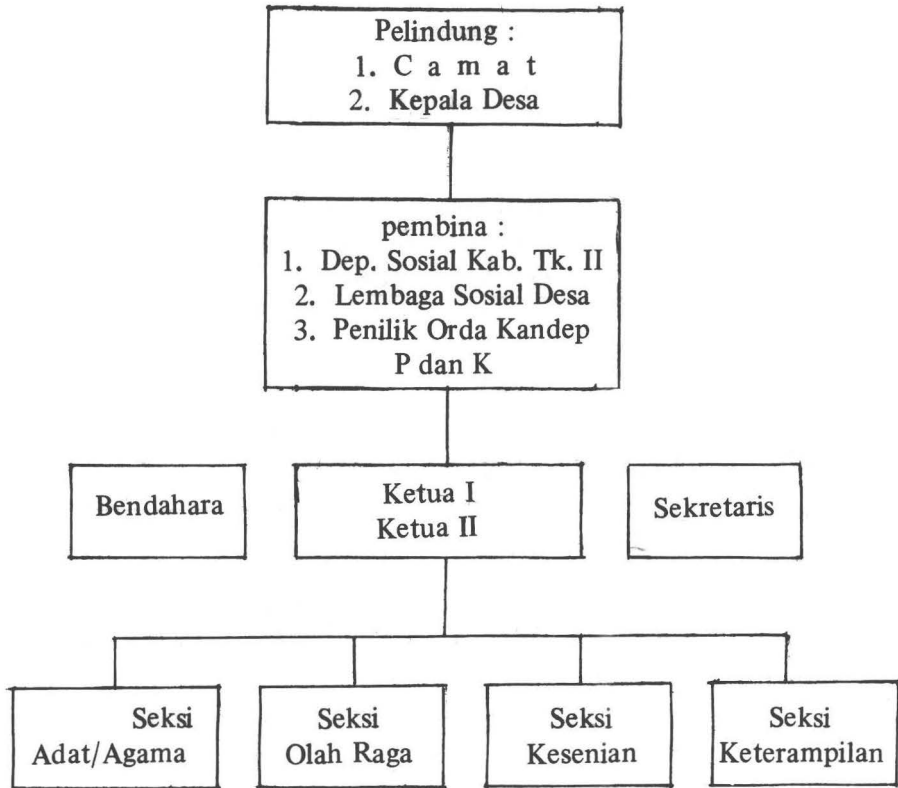 Pelindung :
1. C a m a t
2. Kepala Desa
pembina :
1. Dep. Sosial Kab. Tk. II
2. Lembaga Sosial Desa
3. Penilik Orda Kandep
P dan K
Bendahara
Ketua I
Ketua II
Sekretaris
Seksi
Adat/Agama
Seksi
Olah Raga
Seksi
Kesenian
Seksi
Keterampilan